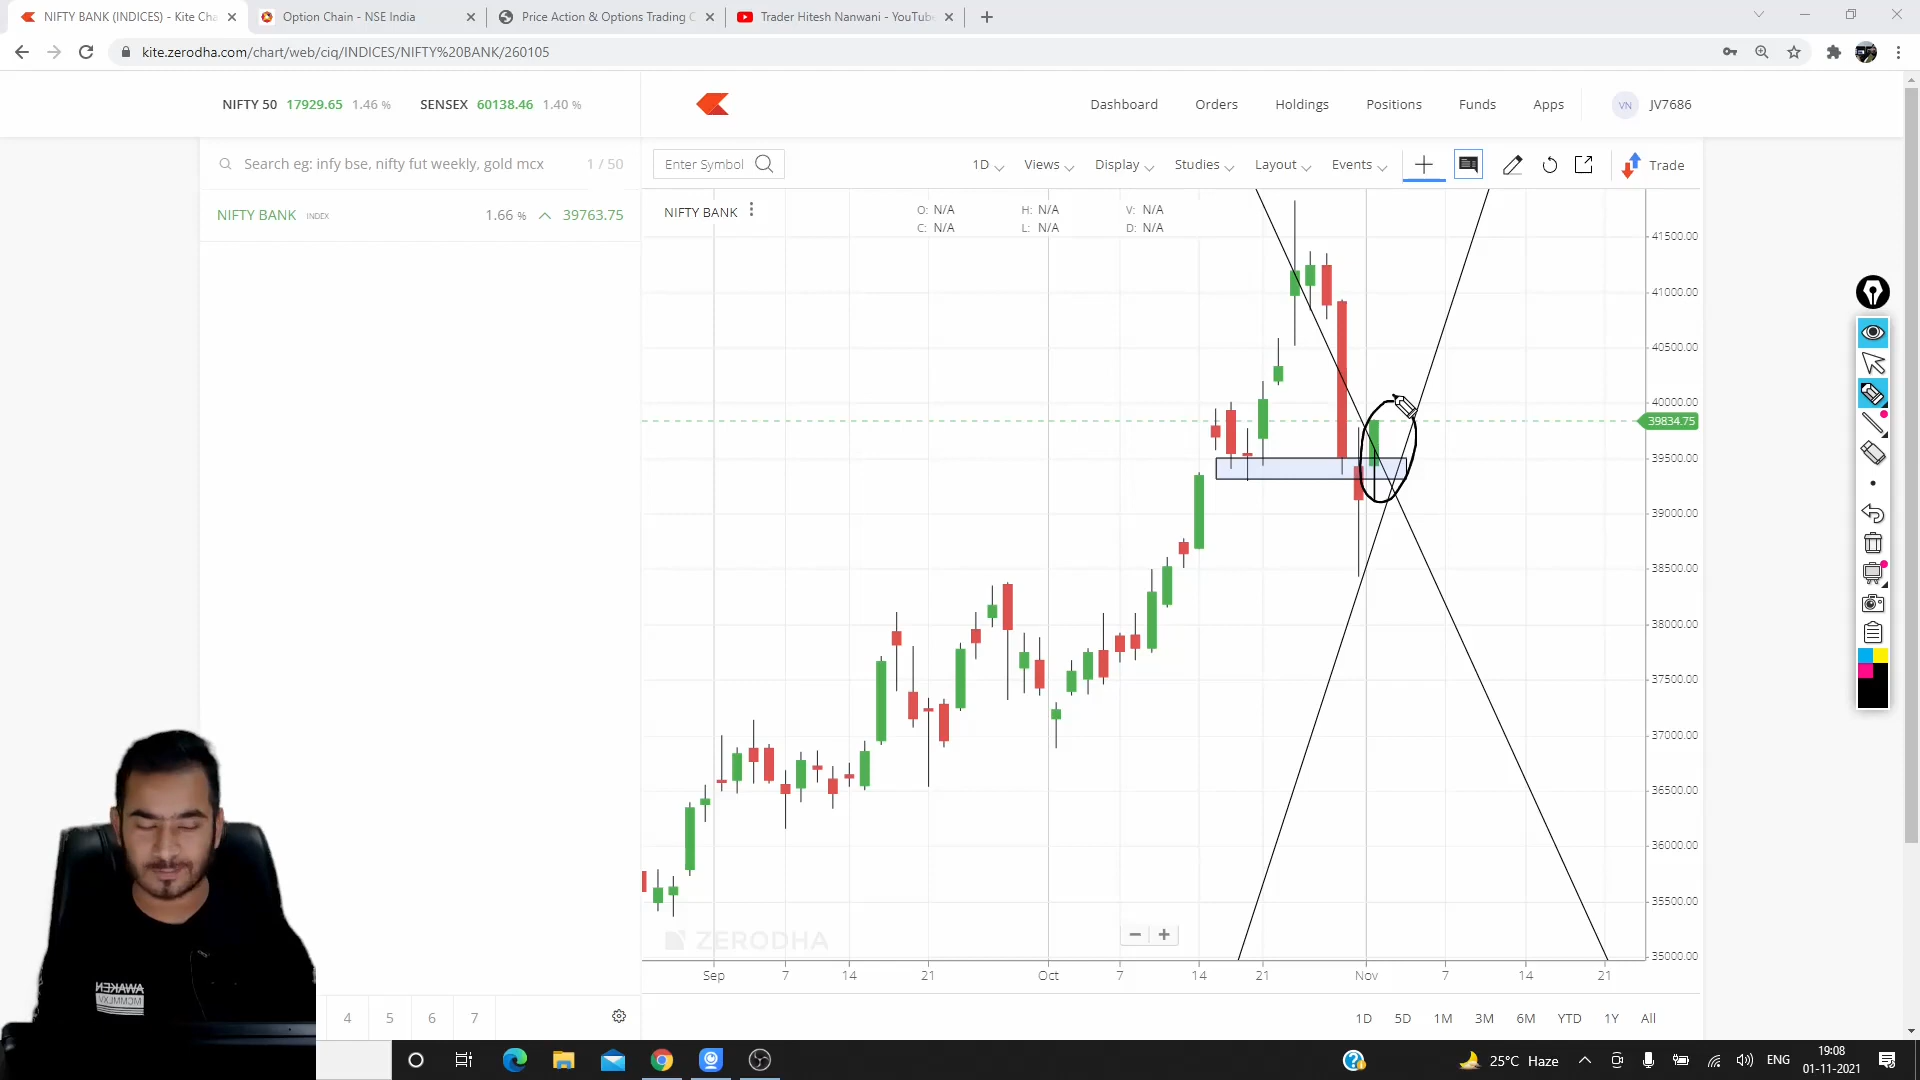 NIFTY BANK (INDICES) - Kite Cha
Option Chain - NSE India
Price Action & Options Trading C
Trader Hitesh Nanwani - YouTube
kite.zerodha.com/chart/web/ciq/INDICES/NIFTY%20BANK/260105
NIFTY 50 17929.65 1.46 % SENSEX 60138.46 1.40 %
Dashboard Orders Holdings Positions Funds Apps VN JV7686
Search eg: infy bse, nifty fut weekly, gold mcx 1 / 50
Enter Symbol 1D Views Display Studies Layout Events Trade
NIFTY BANK INDEX 1.66 % 39763.75
NIFTY BANK
O: N/A H: N/A V: N/A
C: N/A L: N/A D: N/A
41500.00
41000.00
40500.00
40000.00
39834.75
39500.00
39000.00
38500.00
38000.00
37500.00
37000.00
36500.00
36000.00
35500.00
35000.00
ZERODHA
Sep 7 14 21 Oct 7 14 21 Nov 7 14 21
AWAKEN
MCMMLXV
4 5 6 7
1D 5D 1M 3M 6M YTD 1Y All
25°C Haze
ENG
19:08
01-11-2021